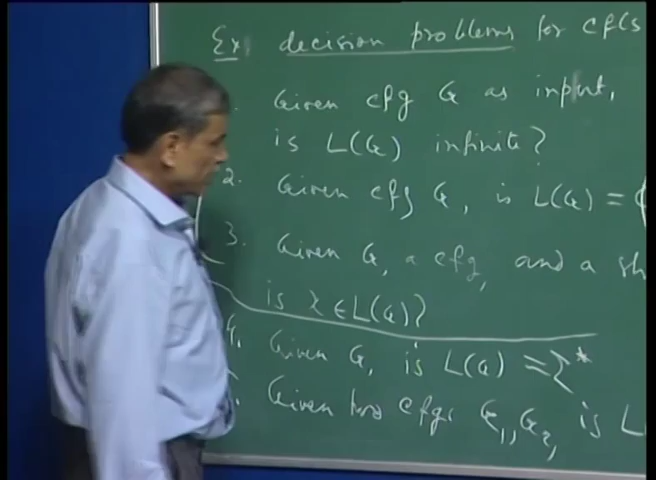 Ex. decision problems for cfls
. Given cfg G as input,
is L(G) infinite?
2. Given cfg G, is L(G) = ϕ
3. Given G, a cfg, and a
is x ∈ L(G)?
4. Given G, is L(G) = Σ*
. Given two cfgs G₁, G₂, is L